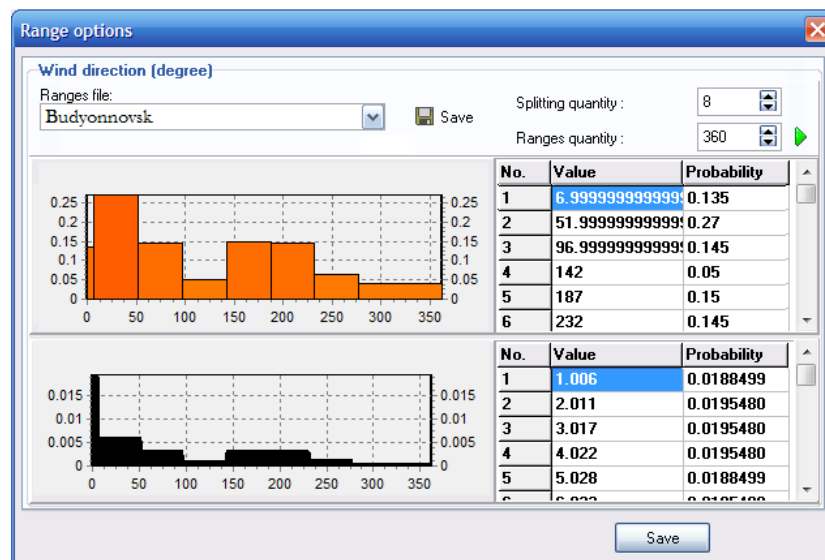 Range options
Wind direction (degree)
Ranges file:
Budyonnovsk
Save
Splitting quantity : 8
Ranges quantity : 360
No. Value Probability
1 6.999999999999 0.135
2 51.99999999999 0.27
3 96.99999999999 0.145
4 142 0.05
5 187 0.15
6 232 0.145
0.25 0.25
0.2 0.2
0.15 0.15
0.1 0.1
0.05 0.05
0 0
0 50 100 150 200 250 300 350
No. Value Probability
1 1.006 0.0188499
2 2.011 0.0195480
3 3.017 0.0195480
4 4.022 0.0195480
5 5.028 0.0188499
0.015 0.015
0.01 0.01
0.005 0.005
0 0
0 50 100 150 200 250 300 350
Save